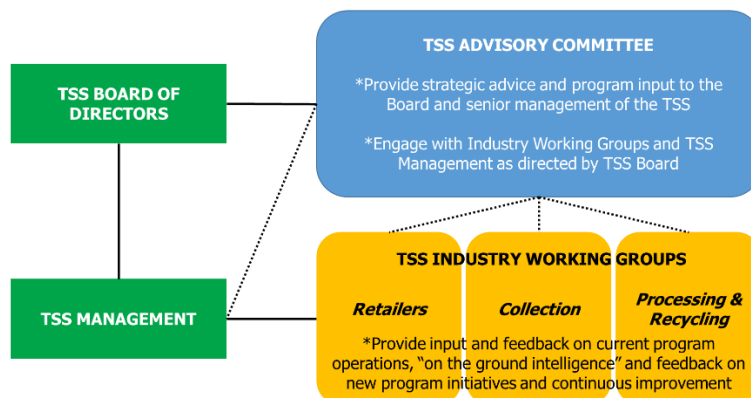 TSS BOARD OF
DIRECTORS
TSS ADVISORY COMMITTEE
*Provide strategic advice and program input to the
Board and senior management of the TSS
*Engage with Industry Working Groups and TSS
Management as directed by TSS Board
TSS MANAGEMENT
TSS INDUSTRY WORKING GROUPS
Retailers
Collection
Processing &
Recycling
*Provide input and feedback on current program
operations, “on the ground intelligence” and feedback on
new program initiatives and continuous improvement